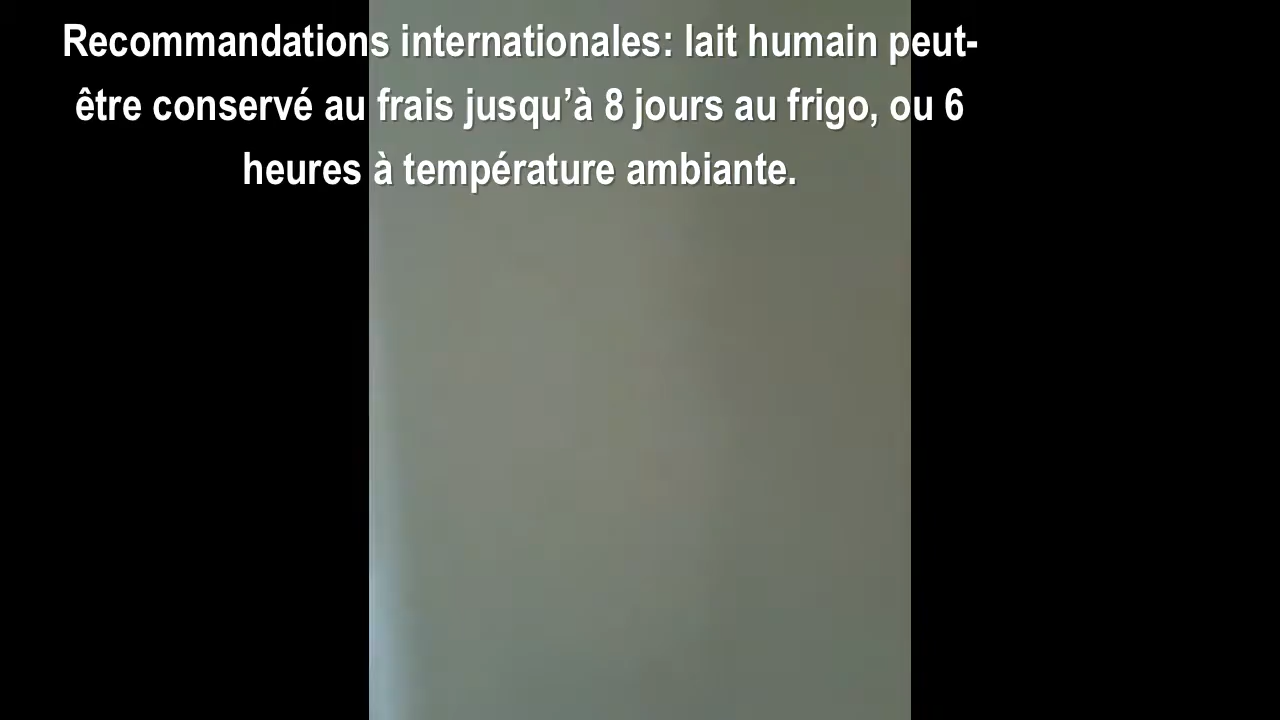 Recommandations internationales: lait humain peut-
être conservé au frais jusqu’à 8 jours au frigo, ou 6
heures à température ambiante.